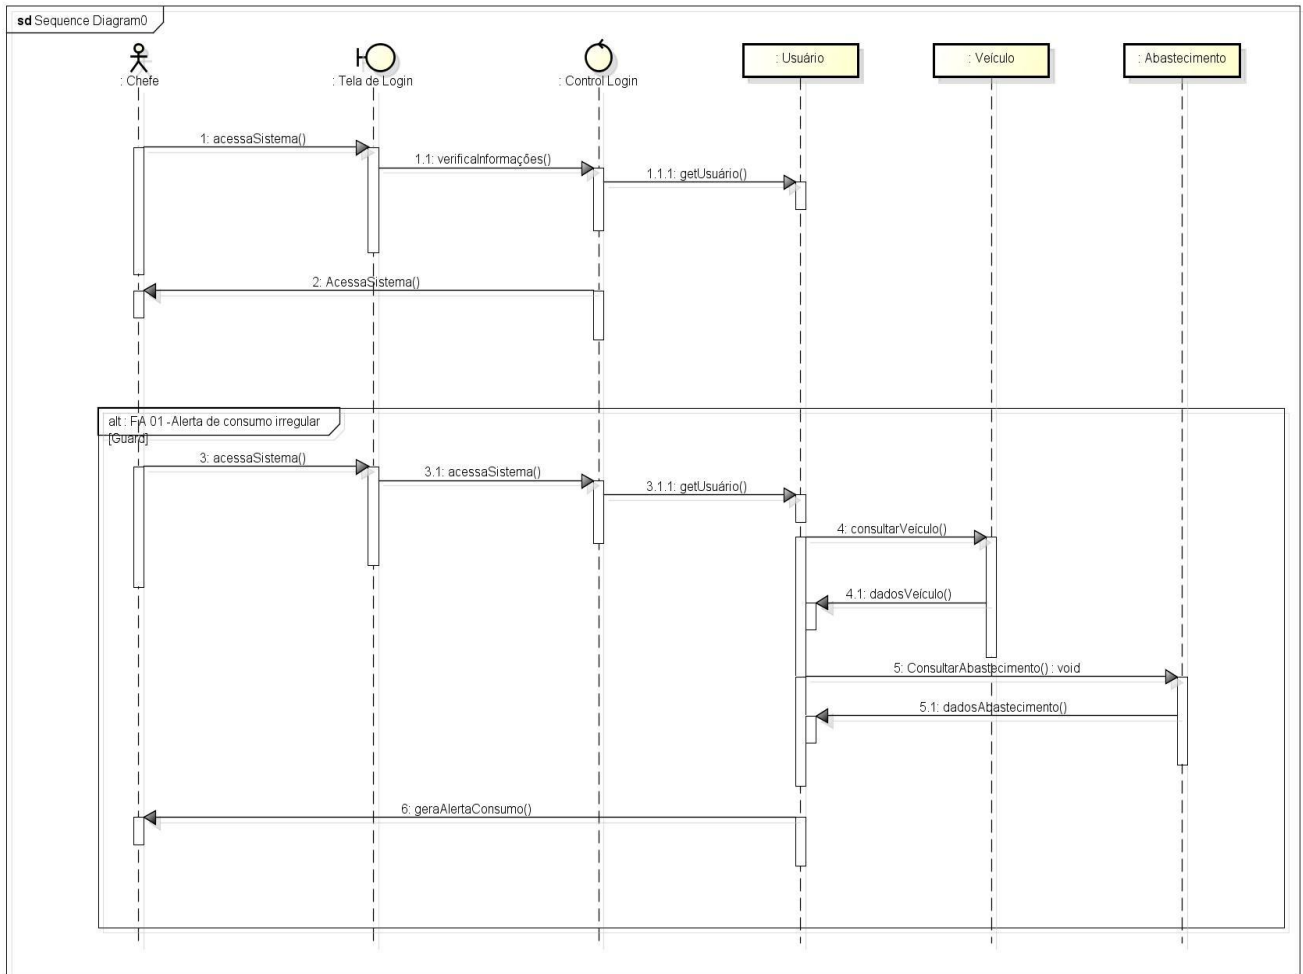 sd Sequence Diagram0
: Chefe
: Tela de Login
: Control Login
: Usuário
: Veículo
: Abastecimento
1: acessaSistema()
1.1: verificaInformações()
1.1.1: getUsuário()
2: AcessaSistema()
alt : FA 01 -Alerta de consumo irregular
[Guard]
3: acessaSistema()
3.1: acessaSistema()
3.1.1: getUsuário()
4: consultarVeículo()
4.1: dadosVeículo()
5: ConsultarAbastecimento() : void
5.1: dadosAbastecimento()
6: geraAlertaConsumo()